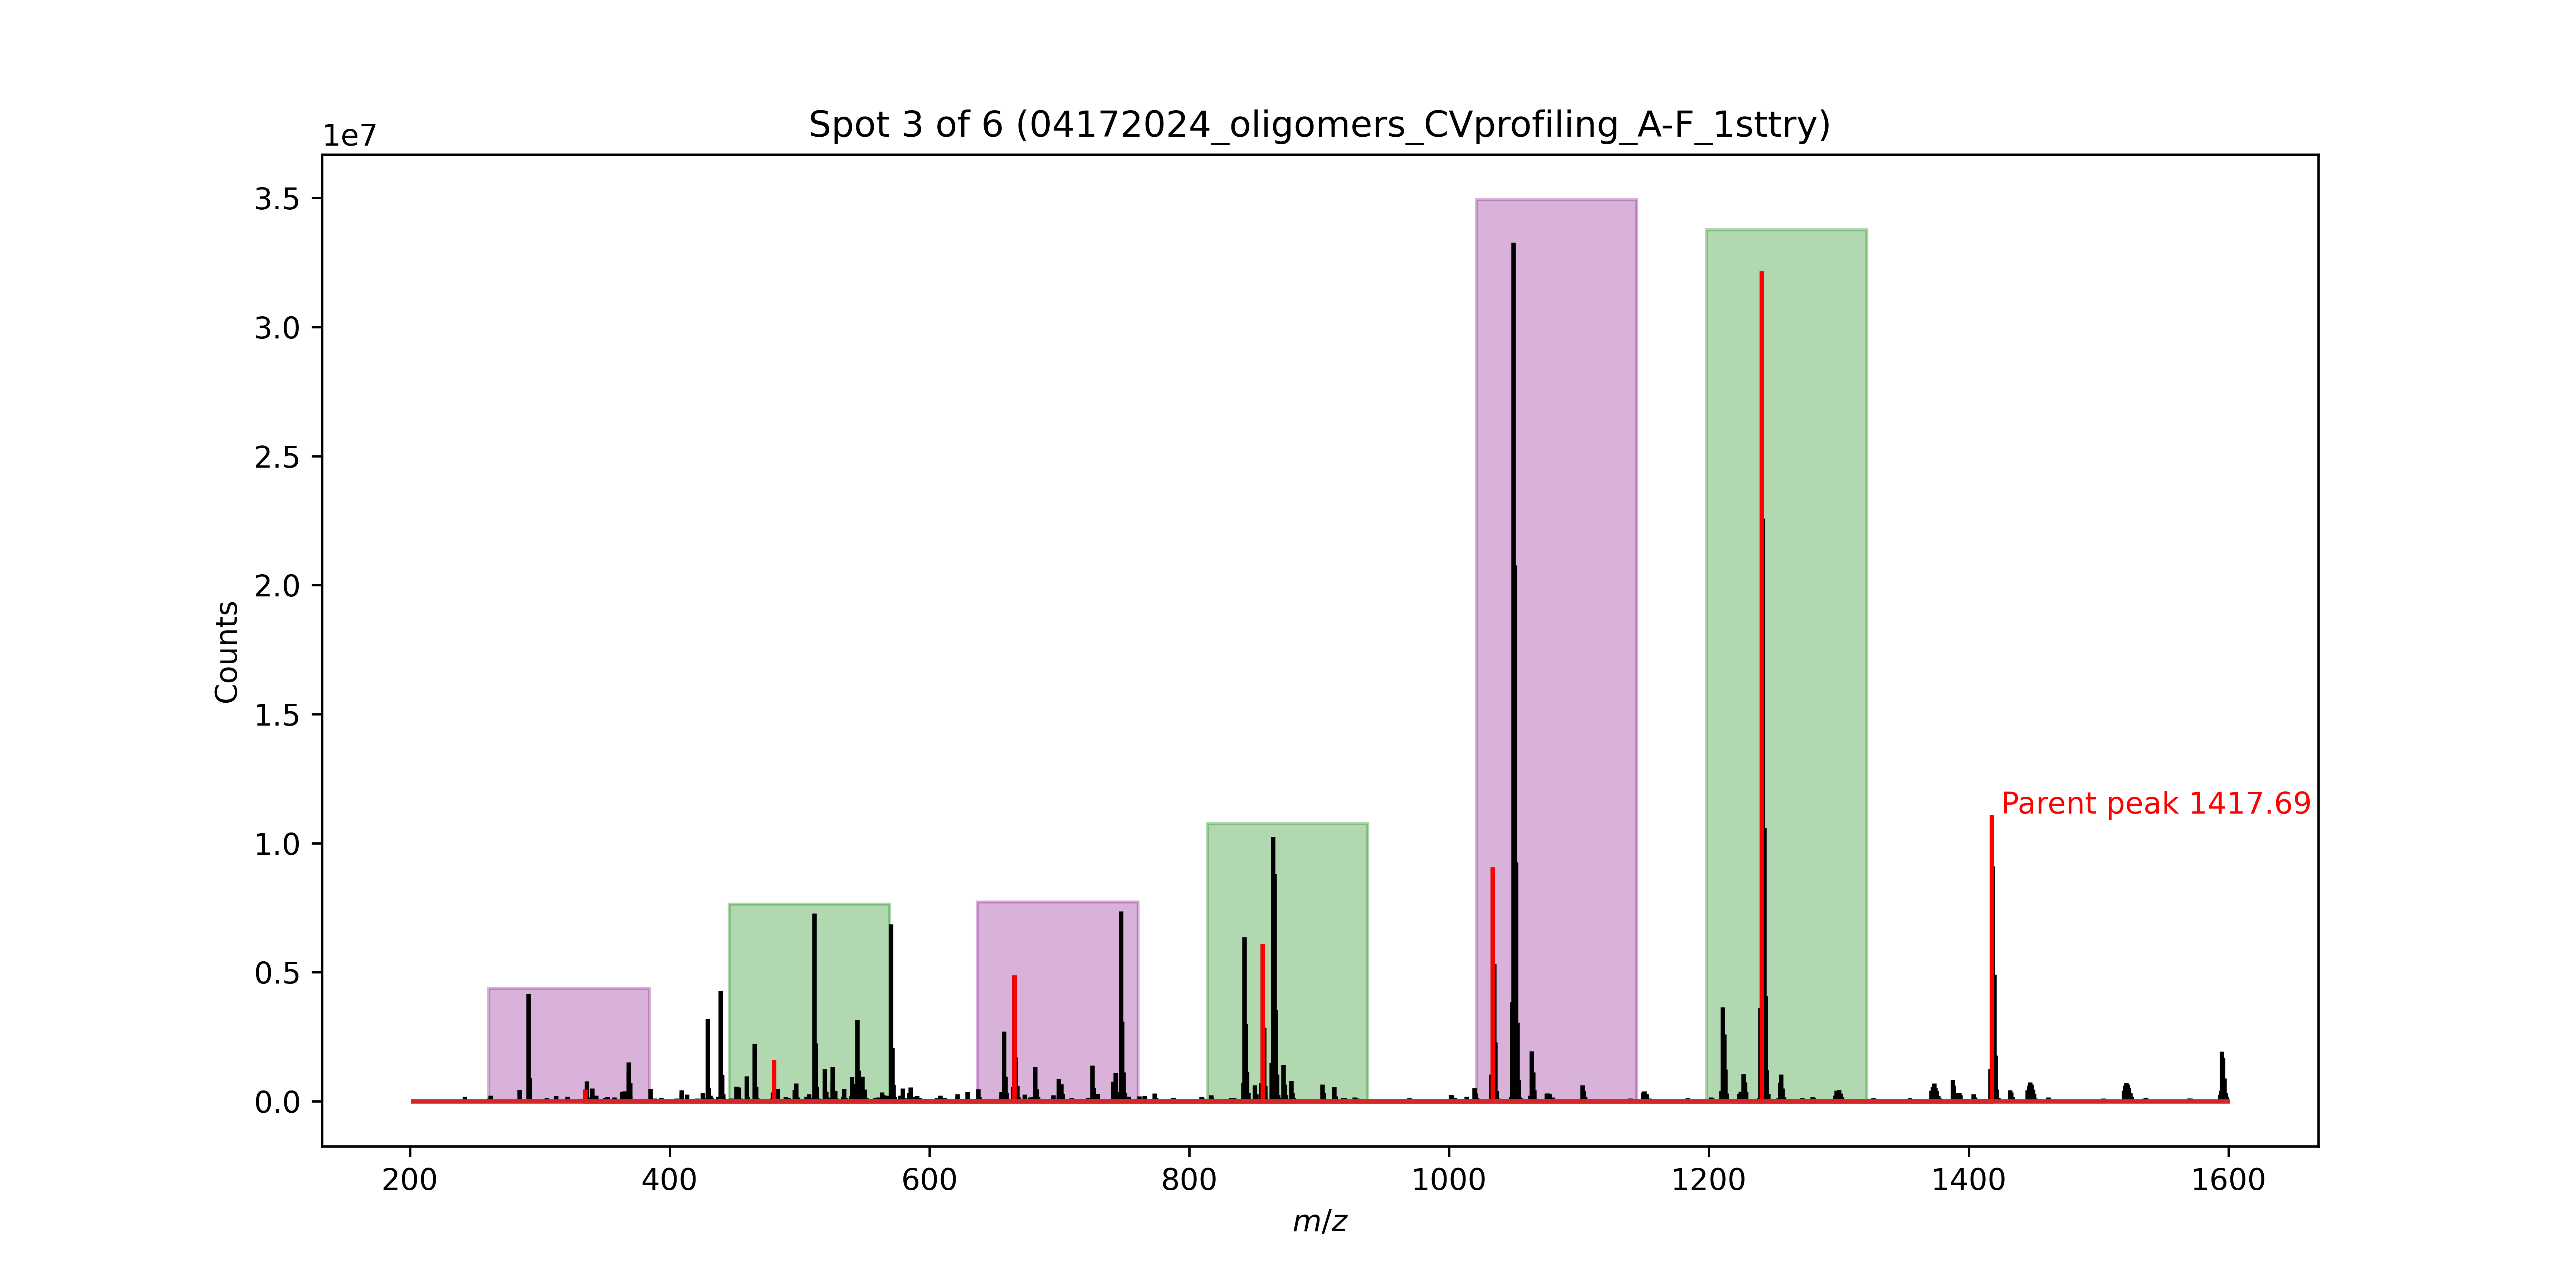 Spot 3 of 6 (04172024_oligomers_CVprofiling_A-F_1sttry)
1e7
3.5
3.0
2.5
2.0
1.5
1.0
0.5
0.0
Counts
Parent peak 1417.69
200 400 600 800 1000 1200 1400 1600
m/z